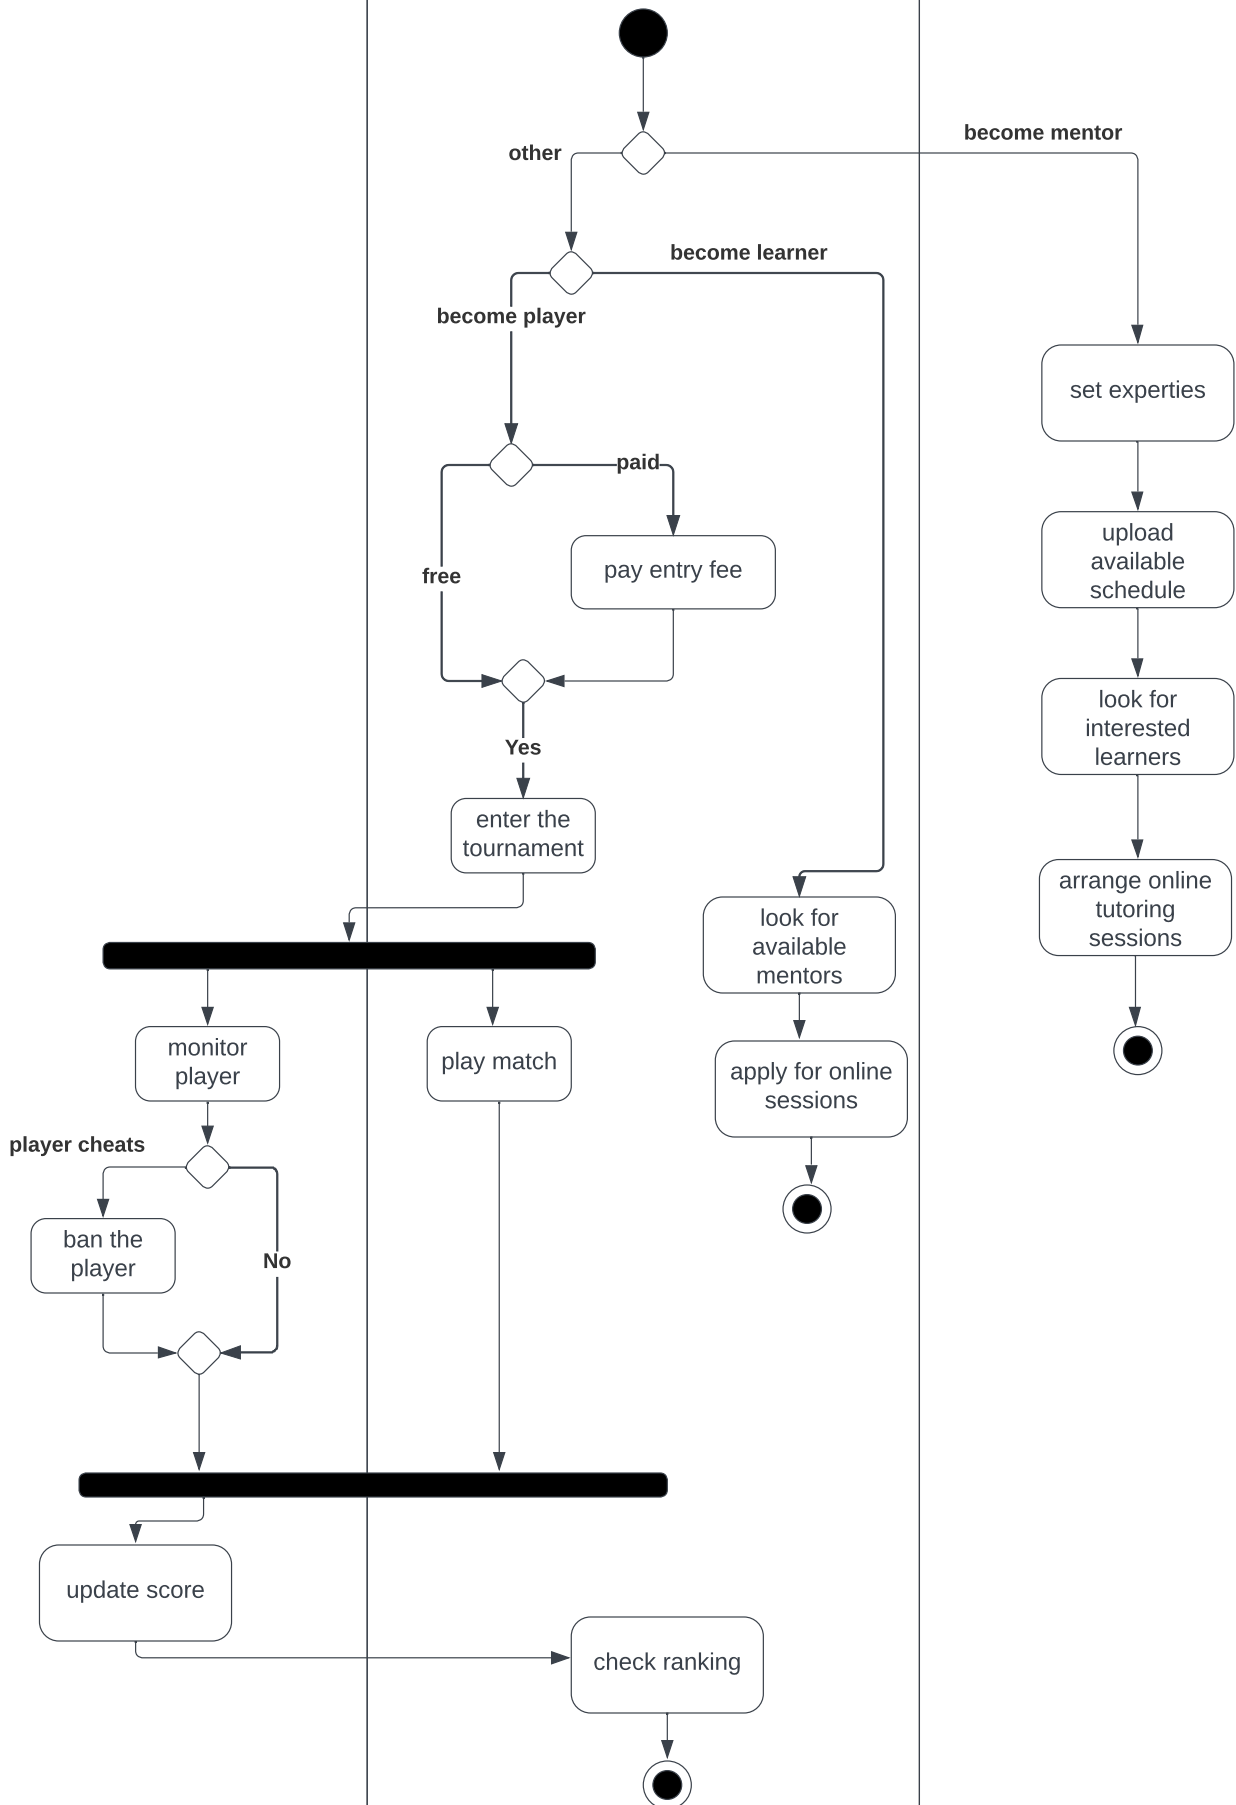 become mentor
other
become learner
become player
set experties
paid
upload
available
schedule
pay entry fee
free
look for
interested
learners
Yes
enter the
tournament
arrange online
tutoring
sessions
look for
available
mentors
monitor
player
play match
apply for online
sessions
player cheats
ban the
player
No
update score
check ranking